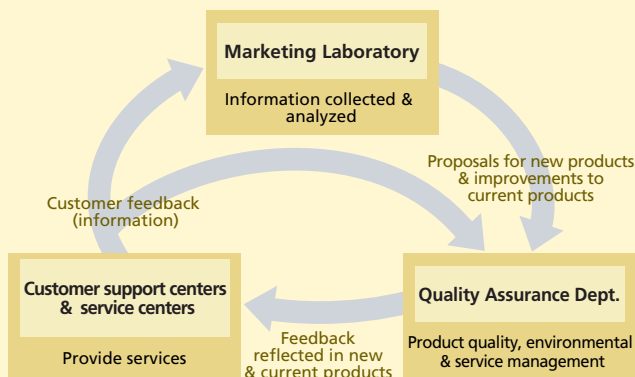 Marketing Laboratory
Information collected &
analyzed
Proposals for new products
& improvements to
current products
Customer feedback
(information)
Customer support centers
& service centers
Provide services
Quality Assurance Dept.
Product quality, environmental
& service management
Feedback
reflected in new
& current products